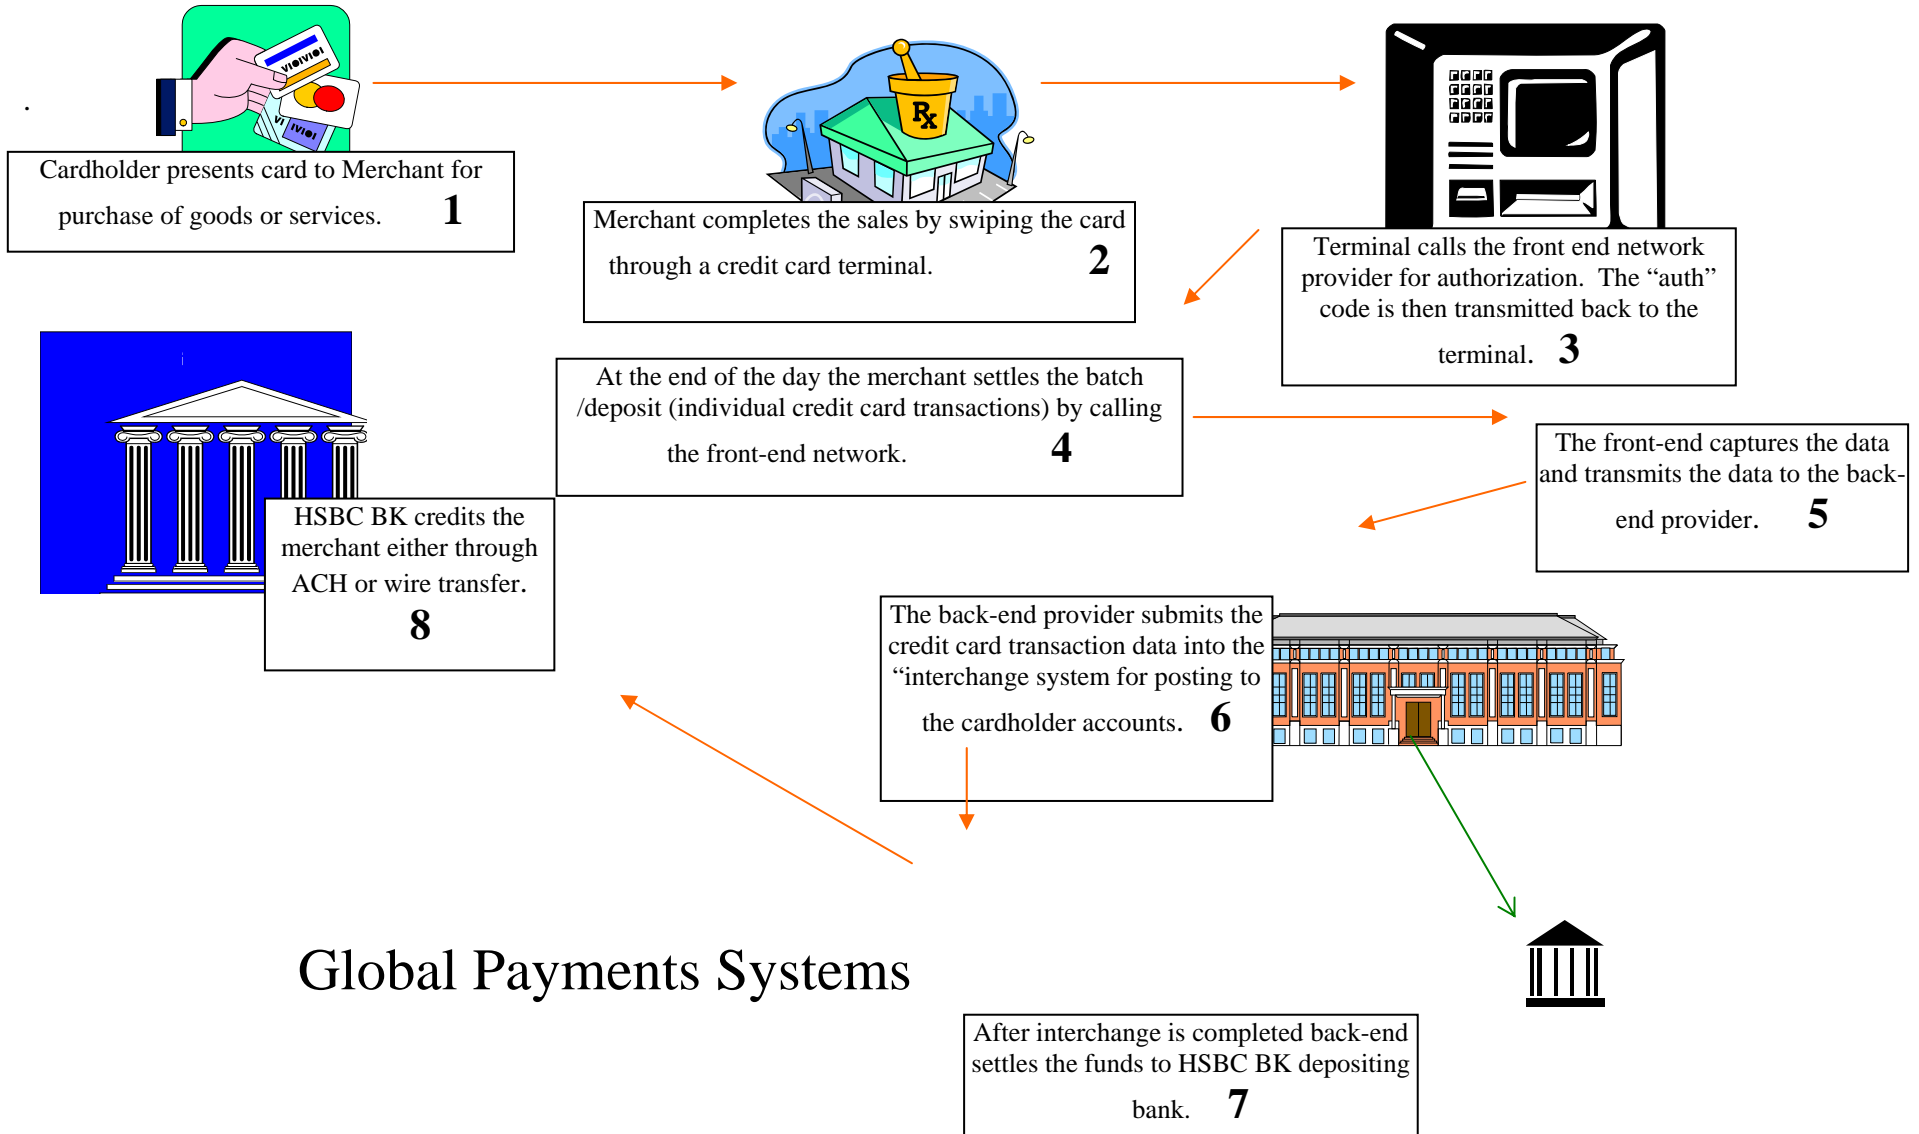 Cardholder presents card to Merchant for
purchase of goods or services. 1
Rx
Merchant completes the sales by swiping the card
through a credit card terminal. 2
Terminal calls the front end network
provider for authorization. The “auth”
code is then transmitted back to the
terminal. 3
At the end of the day the merchant settles the batch
/deposit (individual credit card transactions) by calling
the front-end network. 4
The front-end captures the data
and transmits the data to the back-
end provider. 5
The back-end provider submits the
credit card transaction data into the
“interchange system for posting to
the cardholder accounts. 6
After interchange is completed back-end
settles the funds to HSBC BK depositing
bank. 7
HSBC BK credits the
merchant either through
ACH or wire transfer.
8
Global Payments Systems